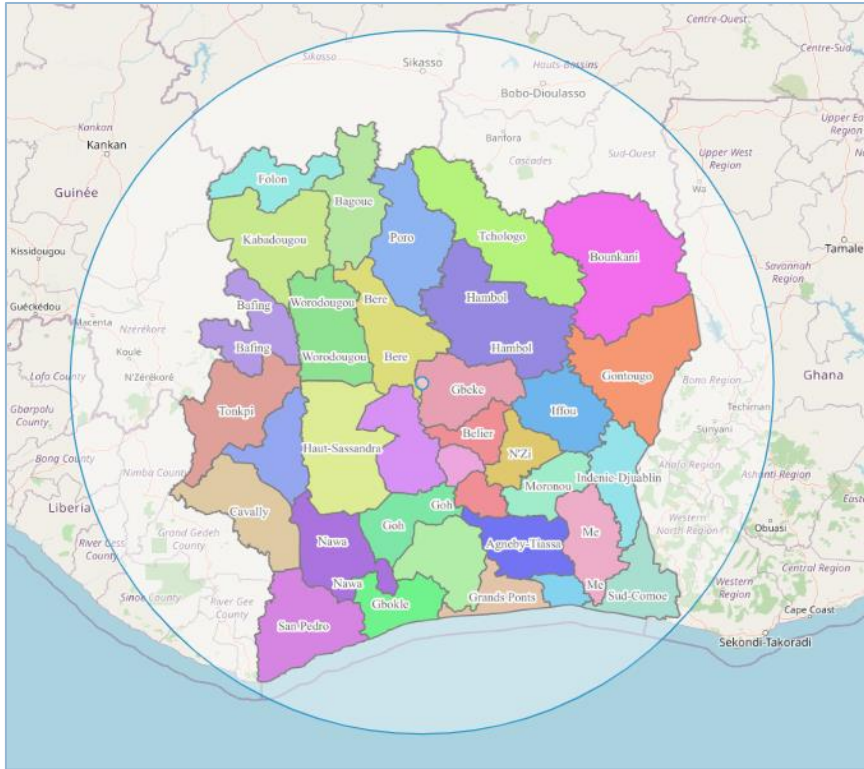 Centre-Ouest
Centre-Sud
Sikasso
Sikasso
Hauts-Bassins
Bobo-Dioulasso
Kankan
Kankan
Banfora
Cascades
Sud-Ouest
Upper West
Region
Wa
Folon
Bagoue
Guinée
Kabadougou
Poro
Tchologo
Bounkani
Tamale
Kissidougou
Savannah
Region
Guéckédou
Bafing
Worodougou
Bere
Hambol
Macenta
Nzérékoré
Koule
Bafing
Worodougou
Bere
Hambol
N'Zérékoré
Lofa County
Gbeke
Gontougo
Ghana
Bono Region
Tonkpi
Iffou
Techiman
Gbarpolu
County
Belier
Sunyani
Haut-Sassandra
N'Zi
Ahafo Region
Bong County
Nimba County
Indenie-Djuablin
Ashanti Region
Moronou
Liberia
Cavally
Goh
Western
North Region
Goh
Obuasi
Grand Gedeh
County
Nawa
Agneby-Tiassa
Me
River Cess
County
Central Region
Nawa
Me
Western
Region
Sinoe County
River Gee
County
Gbokle
Grands Ponts
Sud-Comoe
Cape Coast
San Pedro
Sekondi-Takoradi